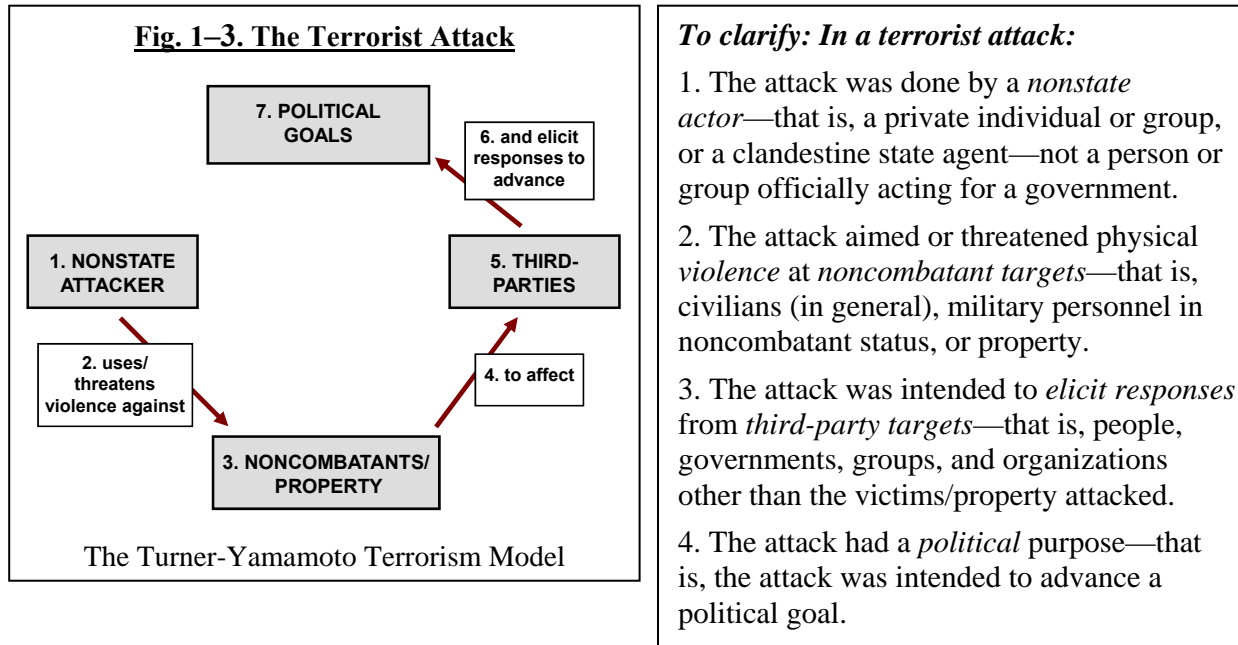 Fig. 1–3. The Terrorist Attack
7. POLITICAL
GOALS
6. and elicit
responses to
advance
1. NONSTATE
ATTACKER
5. THIRD-
PARTIES
2. uses/
threatens
violence against
4. to affect
3. NONCOMBATANTS/
PROPERTY
The Turner-Yamamoto Terrorism Model
To clarify: In a terrorist attack:
1. The attack was done by a nonstate
actor—that is, a private individual or group,
or a clandestine state agent—not a person or
group officially acting for a government.
2. The attack aimed or threatened physical
violence at noncombatant targets—that is,
civilians (in general), military personnel in
noncombatant status, or property.
3. The attack was intended to elicit responses
from third-party targets—that is, people,
governments, groups, and organizations
other than the victims/property attacked.
4. The attack had a political purpose—that
is, the attack was intended to advance a
political goal.